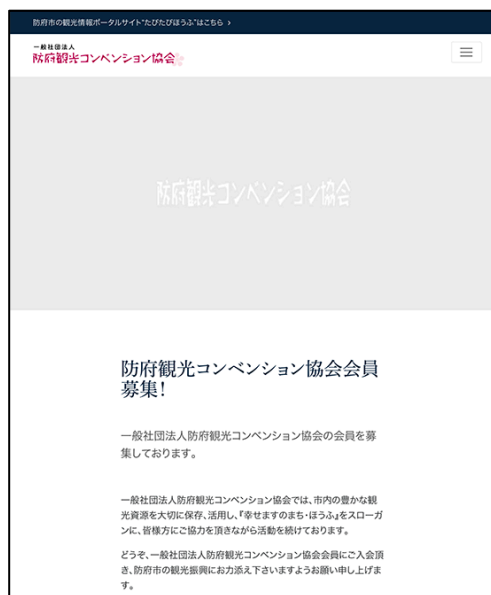 防府市の観光情報ポータルサイト"たびたびほうふ"はこちら ›
一般社団法人
防府観光コンベンション協会
防府観光コンベンション協会
防府観光コンベンション協会会員
募集!
一般社団法人防府観光コンベンション協会の会員を募
集しております。
一般社団法人防府観光コンベンション協会では、市内の豊かな観
光資源を大切に保存、活用し、『幸せますのまち・ほうふ』をスローガ
ンに、皆様方にご協力を頂きながら活動を続けております。
どうぞ、一般社団法人防府観光コンベンション協会会員にご入会頂
き、防府市の観光振興にお力添え下さいますようお願い申し上げま
す。